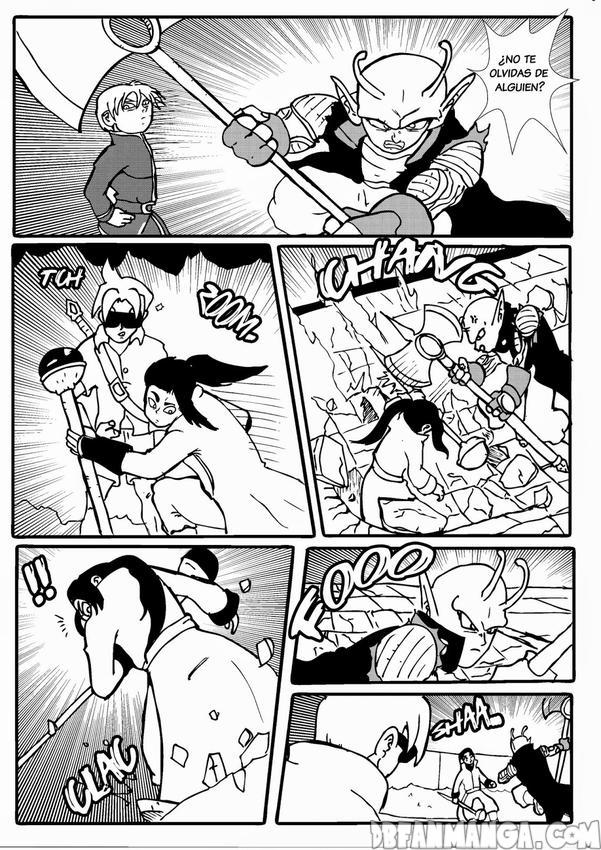 ¿NO TE
OLVIDAS DE
ALGUIEN?
TCH
ZOOM.
CHANG
!!
CLAC
FOOO
SHAA...
DBFANMANGA.COM